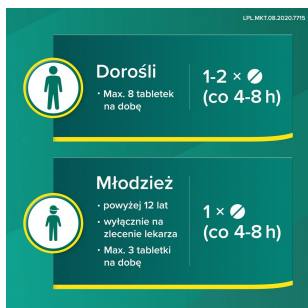 LPL.MKT.08.2020.7715
Dorośli
• Max. 8 tabletek
na dobę
1-2 ×
(co 4-8 h)
Młodzież
• powyżej 12 lat
• wyłącznie na
zlecenie lekarza
• Max. 3 tabletki
na dobę
1 ×
(co 4-8 h)